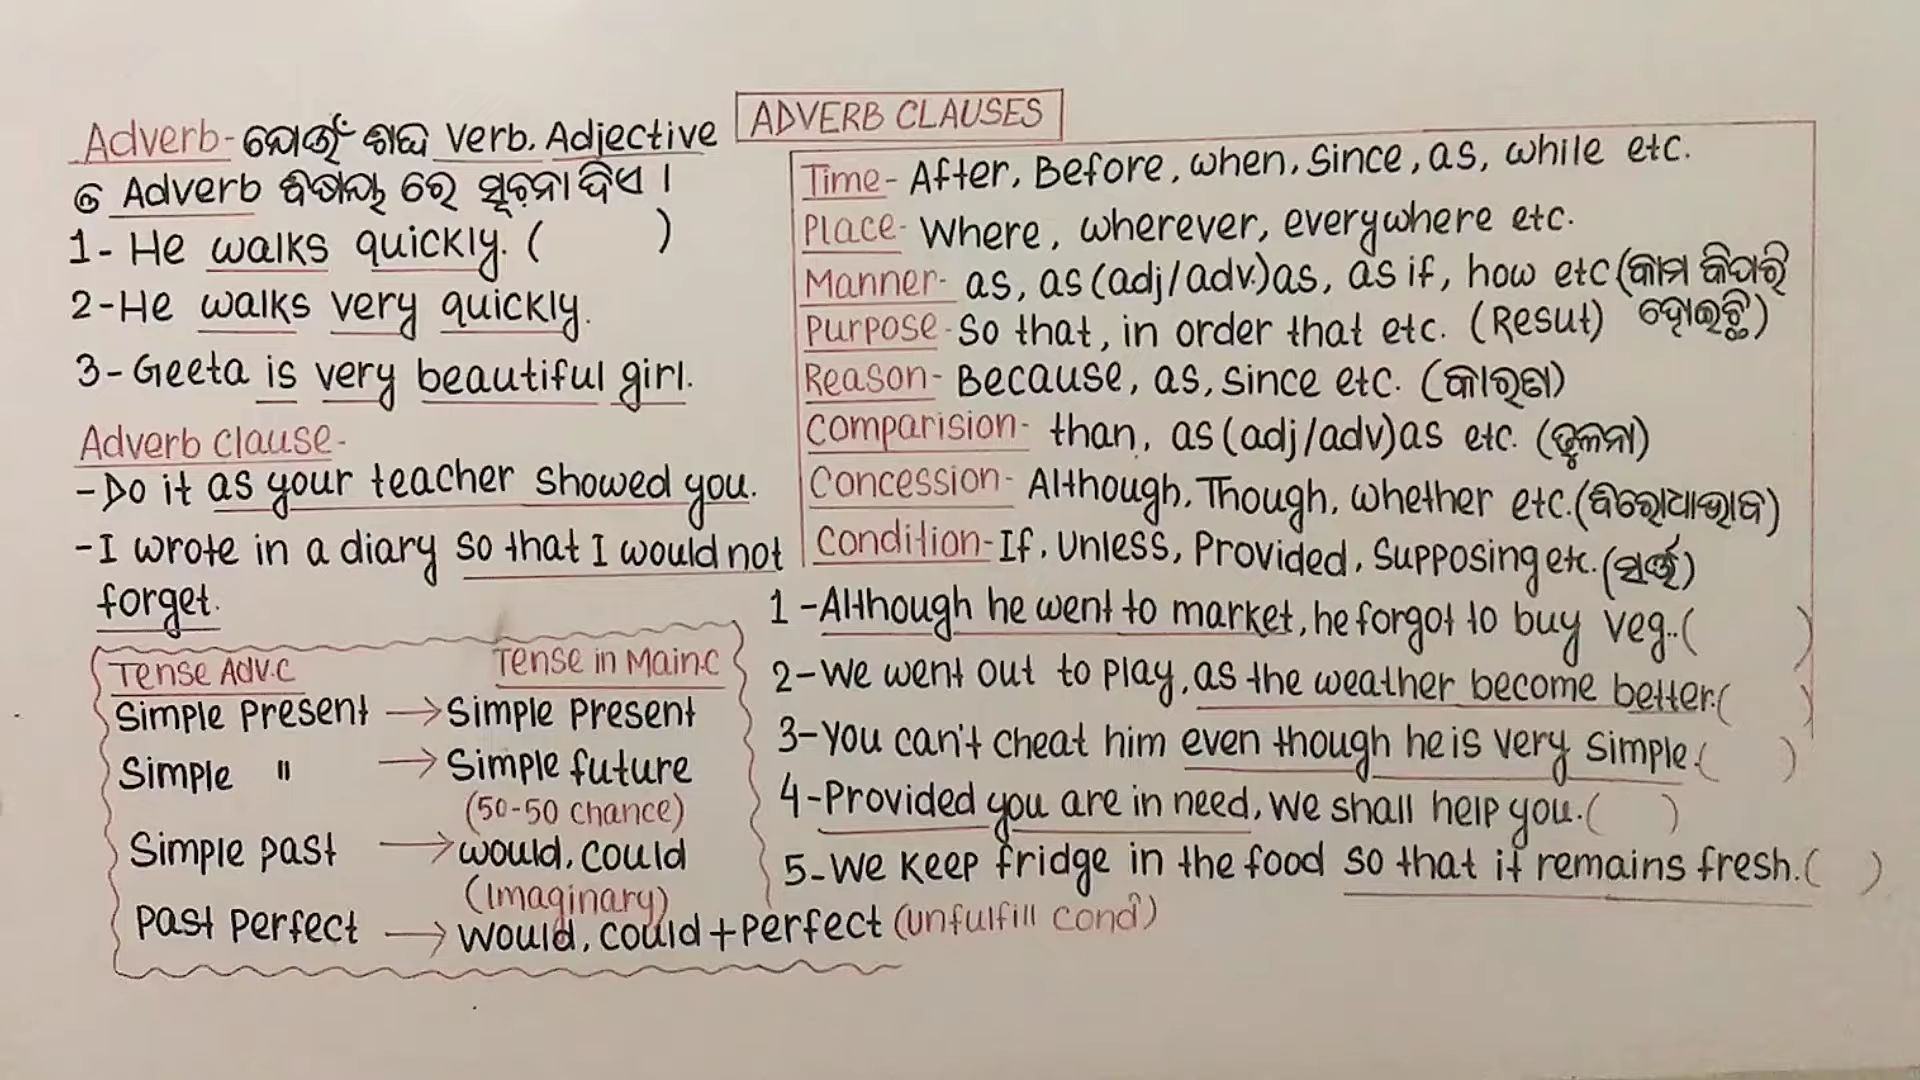 ADVERB CLAUSES
Adverb- ଯେଉଁ ଶବ୍ଦ Verb. Adjective
ଓ Adverb ବିଷୟରେ ସୂଚନା ଦିଏ ।
1- He walks quickly. ( )
2-He walks very quickly.
3-Geeta is very beautiful girl.
Adverb clause-
-Do it as your teacher showed you.
-I wrote in a diary so that I would not
forget.
Tense Adv.c Tense in Main.c
Simple Present → Simple Present
Simple " → Simple future
(50-50 chance)
Simple past → would, could
(Imaginary)
Past perfect → would, could+perfect (unfulfill condn)
Time- After, Before, when, Since, as, while etc.
Place- Where, wherever, everywhere etc.
Manner- as, as(adj/adv.)as, as if, how etc (କାମ କିପରି
ହୋଇଛି)
Purpose- So that, in order that etc. (Resut)
Reason- Because, as, since etc. (କାରଣ)
Comparision- than, as(adj/adv)as etc. (ତୁଳନା)
Concession- Although, Though, whether etc.(ବିରୋଧାଭାବ)
Condition-If, Unless, Provided, Supposing etc. (ସର୍ତ୍ତ)
1-Although he went to market, he forgot to buy veg..( )
2-We went out to play, as the weather become better.( )
3-You can't cheat him even though he is very simple.( )
4-Provided you are in need, We shall help you.( )
5-We keep fridge in the food so that it remains fresh.( )